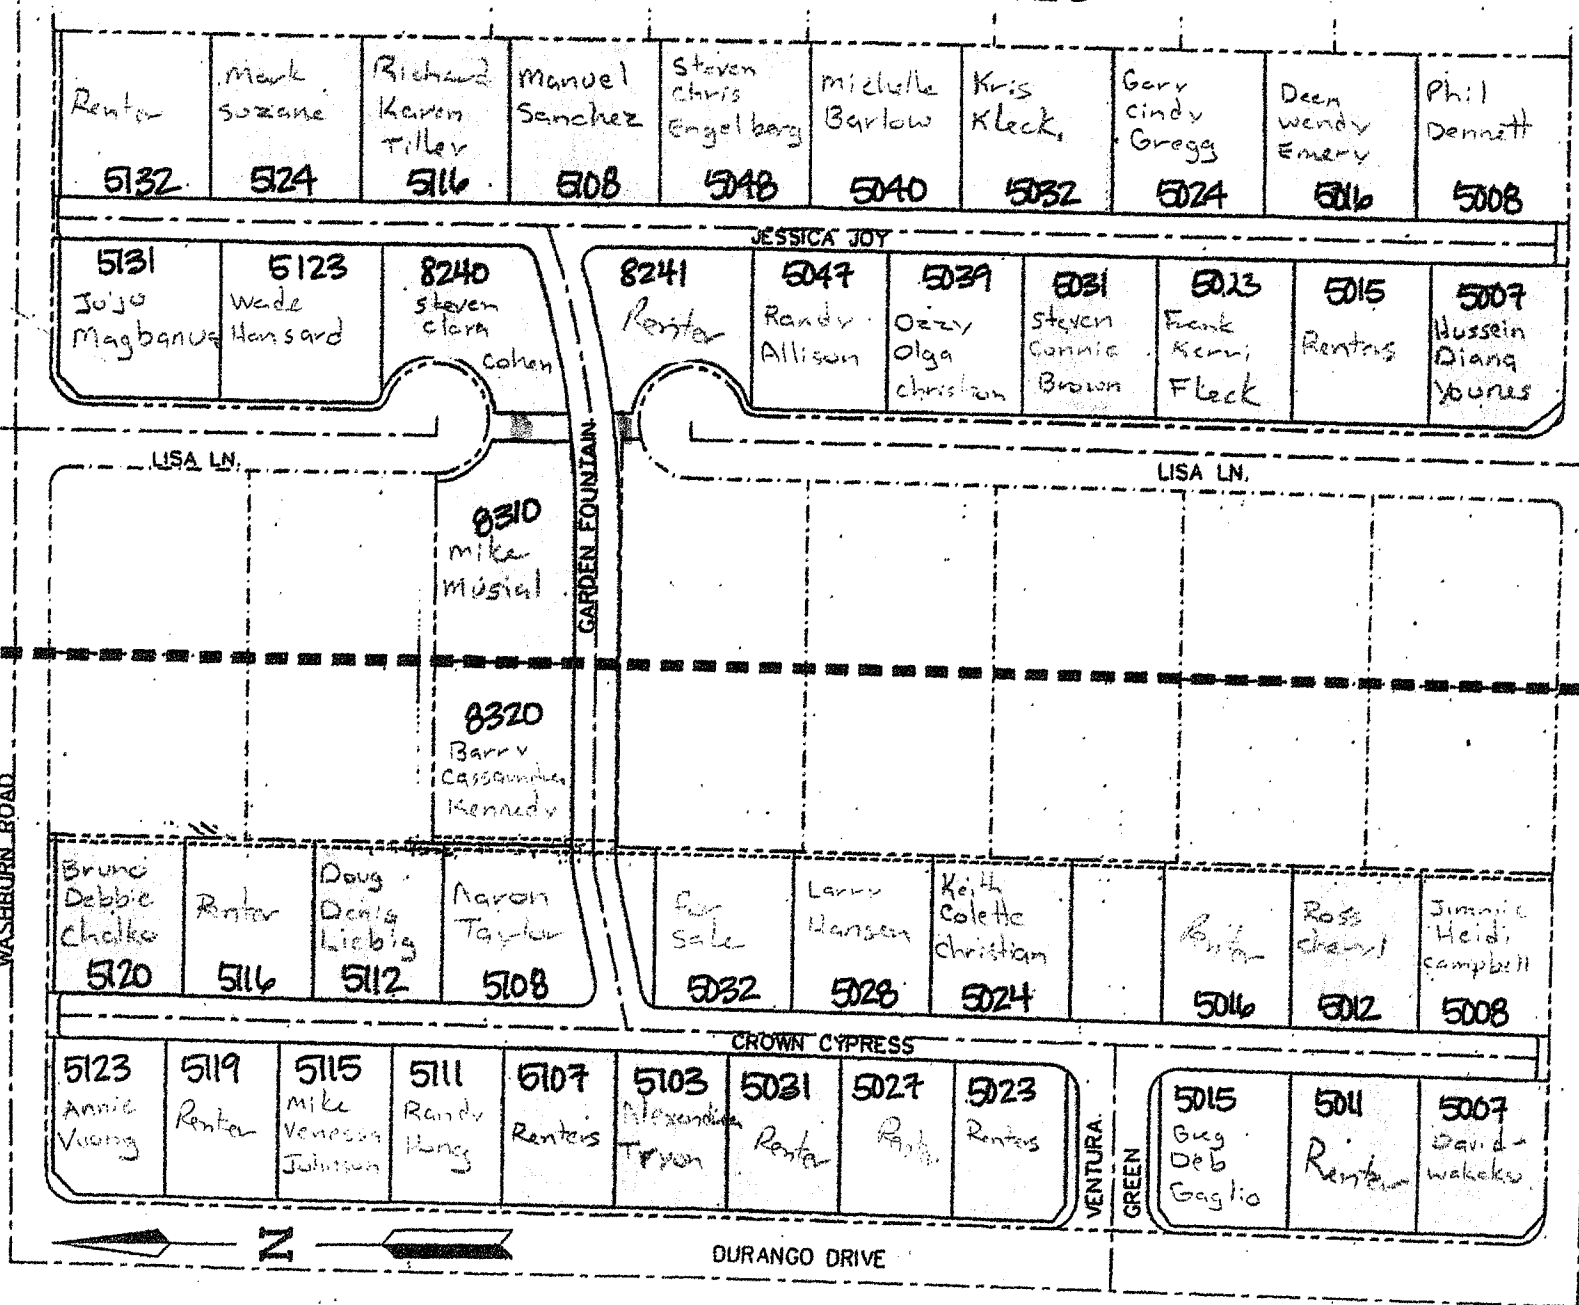 Renter
5132
Mark
Suziane
5124
Richard
Karen
Tilley
5116
Manuel
Sanchez
5108
Steven
Chris
Engelberg
5048
Michelle
Barlow
5040
Kris
Kleck
5032
Gary
Cindy
Gregg
5024
Deen
Wendy
Emery
5016
Phil
Dennett
5008
JESSICA JOY
5131
Jujo
Magbanua
5123
Wade
Hansard
8240
Steven
Clara
Cohen
8241
Renter
5047
Randy
Allison
5039
Ozzy
Olga
Christian
5031
Steven
Connie
Brown
5023
Frank
Kerri
Fleck
5015
Renters
5007
Hussein
Diana
Younes
LISA LN.
LISA LN.
GARDEN FOUNTAIN
8310
Mike
Musial
8320
Barry
Cassandra
Kennedy
WASHBURN ROAD
Bruno
Debbie
Chalko
5120
Renter
5116
Doug
Denia
Liebig
5112
Aaron
Taylor
5108
For
Sale
5032
Larry
Hansen
5028
Keith
Colette
Christian
5024
Renter
5016
Ross
Cheryl
5012
Jimmie
Heidi
Campbell
5008
CROWN CYPRESS
5123
Annie
Vuong
5119
Renter
5115
Mike
Venessa
Johnson
5111
Randy
Hong
5107
Renters
5103
Alexandria
Tryon
5031
Renter
5027
5023
Renters
VENTURA
GREEN
5015
Greg
Deb
Gaglio
5011
Renter
5007
David
N
DURANGO DRIVE